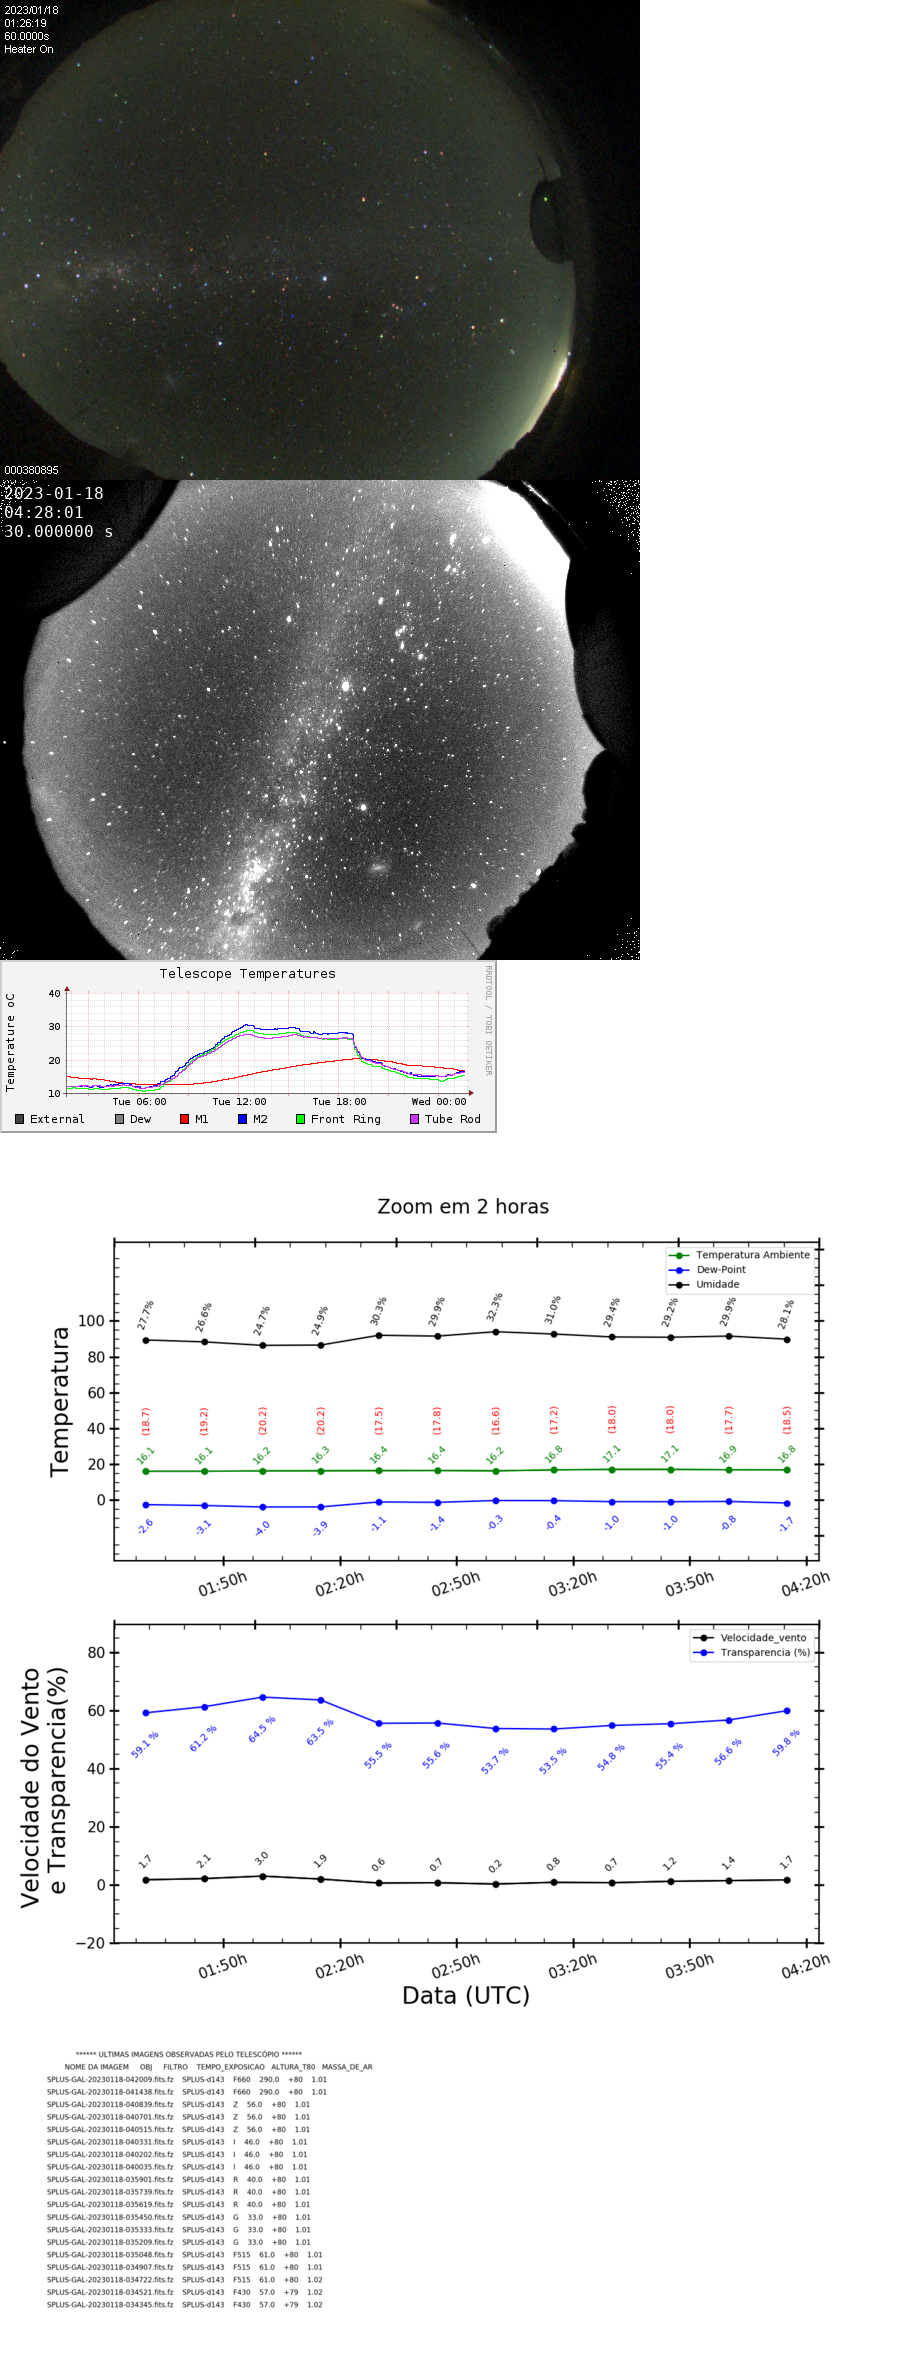 2023/01/18
01:26:19
60.0000s
Heater On
000380895
2023-01-18
04:28:01
30.000000 s
Telescope Temperatures
RRDTOOL / TOBI OETIKER
Temperature oC
40
30
20
10
Tue 06:00 Tue 12:00 Tue 18:00 Wed 00:00
External Dew M1 M2 Front Ring Tube Rod
Zoom em 2 horas
Temperatura Ambiente
Dew-Point
Umidade
Temperatura
100
80
60
40
20
0
27.7% 26.6% 24.7% 24.9% 30.3% 29.9% 32.3% 31.0% 29.4% 29.2% 29.9% 28.1%
(18.7) (19.2) (20.2) (20.2) (17.5) (17.8) (16.6) (17.2) (18.0) (18.0) (17.7) (18.5)
16.1 16.1 16.2 16.3 16.4 16.4 16.2 16.8 17.1 17.1 16.9 16.8
-2.6 -3.1 -4.0 -3.9 -1.1 -1.4 -0.3 -0.4 -1.0 -1.0 -0.8 -1.7
01:50h 02:20h 02:50h 03:20h 03:50h 04:20h
Velocidade_vento
Transparencia (%)
Velocidade do Vento
e Transparencia(%)
80
60
40
20
0
−20
59.1 % 61.2 % 64.5 % 63.5 % 55.5 % 55.6 % 53.7 % 53.5 % 54.8 % 55.4 % 56.6 % 59.8 %
1.7 2.1 3.0 1.9 0.6 0.7 0.2 0.8 0.7 1.2 1.4 1.7
01:50h 02:20h 02:50h 03:20h 03:50h 04:20h
Data (UTC)
****** ULTIMAS IMAGENS OBSERVADAS PELO TELESCÓPIO ******
NOME DA IMAGEM OBJ FILTRO TEMPO_EXPOSICAO ALTURA_T80 MASSA_DE_AR
SPLUS-GAL-20230118-042009.fits.fz SPLUS-d143 F660 290.0 +80 1.01
SPLUS-GAL-20230118-041438.fits.fz SPLUS-d143 F660 290.0 +80 1.01
SPLUS-GAL-20230118-040839.fits.fz SPLUS-d143 Z 56.0 +80 1.01
SPLUS-GAL-20230118-040701.fits.fz SPLUS-d143 Z 56.0 +80 1.01
SPLUS-GAL-20230118-040515.fits.fz SPLUS-d143 Z 56.0 +80 1.01
SPLUS-GAL-20230118-040331.fits.fz SPLUS-d143 I 46.0 +80 1.01
SPLUS-GAL-20230118-040202.fits.fz SPLUS-d143 I 46.0 +80 1.01
SPLUS-GAL-20230118-040035.fits.fz SPLUS-d143 I 46.0 +80 1.01
SPLUS-GAL-20230118-035901.fits.fz SPLUS-d143 R 40.0 +80 1.01
SPLUS-GAL-20230118-035739.fits.fz SPLUS-d143 R 40.0 +80 1.01
SPLUS-GAL-20230118-035619.fits.fz SPLUS-d143 R 40.0 +80 1.01
SPLUS-GAL-20230118-035450.fits.fz SPLUS-d143 G 33.0 +80 1.01
SPLUS-GAL-20230118-035333.fits.fz SPLUS-d143 G 33.0 +80 1.01
SPLUS-GAL-20230118-035209.fits.fz SPLUS-d143 G 33.0 +80 1.01
SPLUS-GAL-20230118-035048.fits.fz SPLUS-d143 F515 61.0 +80 1.01
SPLUS-GAL-20230118-034907.fits.fz SPLUS-d143 F515 61.0 +80 1.01
SPLUS-GAL-20230118-034722.fits.fz SPLUS-d143 F515 61.0 +80 1.02
SPLUS-GAL-20230118-034521.fits.fz SPLUS-d143 F430 57.0 +79 1.02
SPLUS-GAL-20230118-034345.fits.fz SPLUS-d143 F430 57.0 +79 1.02